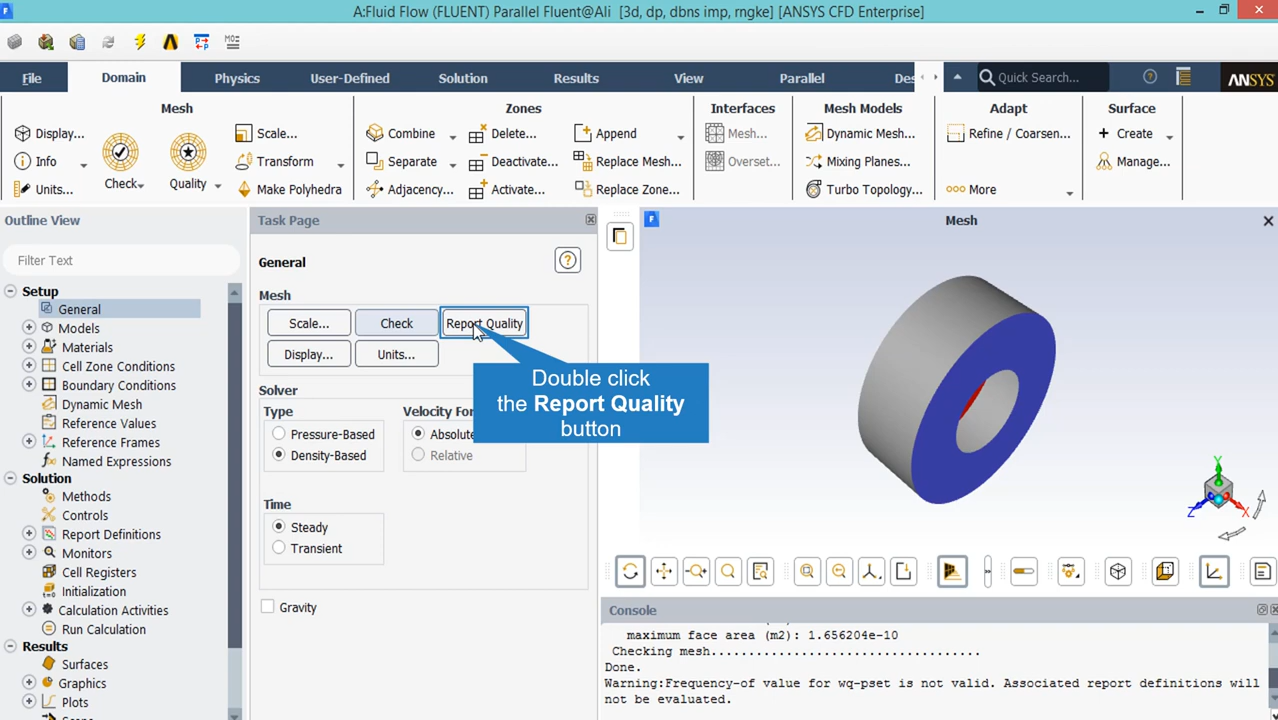 A:Fluid Flow (FLUENT) Parallel Fluent@Ali [3d, dp, dbns imp, rngke] [ANSYS CFD Enterprise]
File Domain Physics User-Defined Solution Results View Parallel Des Quick Search... ANSYS
Mesh Zones Interfaces Mesh Models Adapt Surface
Display... Scale... Combine Delete... Append Mesh... Dynamic Mesh... Refine / Coarsen... + Create
Info Transform Separate Deactivate... Replace Mesh... Overset... Mixing Planes... Manage...
Check Quality
Units... Make Polyhedra Adjacency... Activate... Replace Zone... Turbo Topology... More
Outline View
Filter Text
Setup
General
Models
Materials
Cell Zone Conditions
Boundary Conditions
Dynamic Mesh
Reference Values
Reference Frames
Named Expressions
Solution
Methods
Controls
Report Definitions
Monitors
Cell Registers
Initialization
Calculation Activities
Run Calculation
Results
Surfaces
Graphics
Plots
Task Page
General
Mesh
Scale... Check Report Quality
Display... Units...
Double click
the Report Quality
button
Solver
Type Velocity For
Pressure-Based Absolute
Density-Based Relative
Time
Steady
Transient
Gravity
Mesh
Y
Z X
Console
maximum face area (m2): 1.656204e-10
Checking mesh..................................
Done.
Warning:Frequency-of value for wq-pset is not valid. Associated report definitions will
not be evaluated.